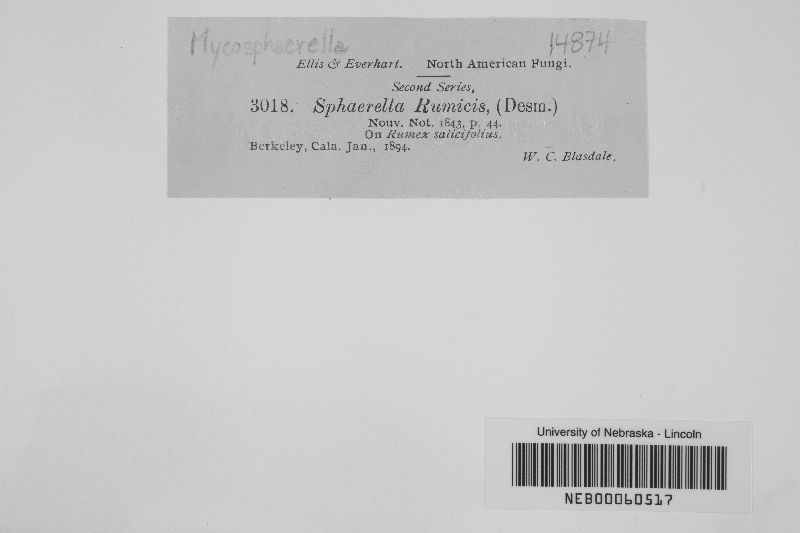 Mycosphaerella 14874
Ellis & Everhart. North American Fungi.
Second Series,
3018. Sphaerella Rumicis, (Desm.)
Nouv. Not. 1843, p. 44.
On Rumex salicifolius.
Berkeley, Cala. Jan., 1894.
W. C. Blasdale.
University of Nebraska - Lincoln
NEB00060517